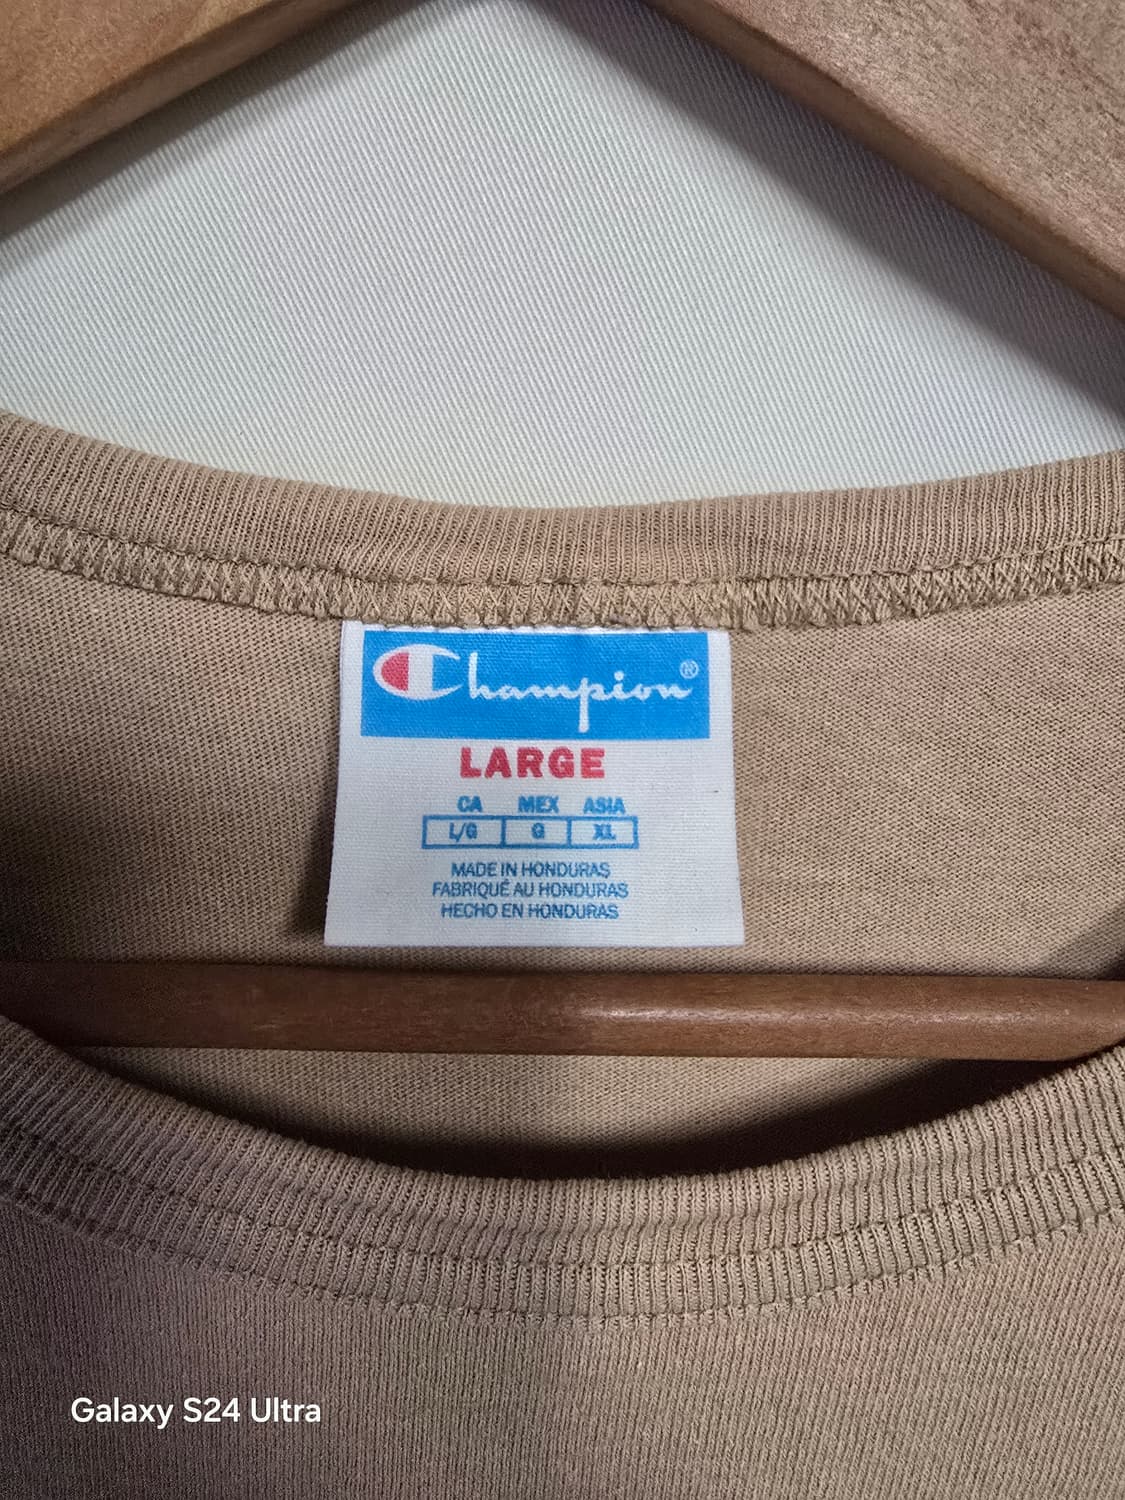 Champion®
LARGE
CA MEX ASIA
L/G G XL
MADE IN HONDURAS
FABRIQUÉ AU HONDURAS
HECHO EN HONDURAS
Galaxy S24 Ultra